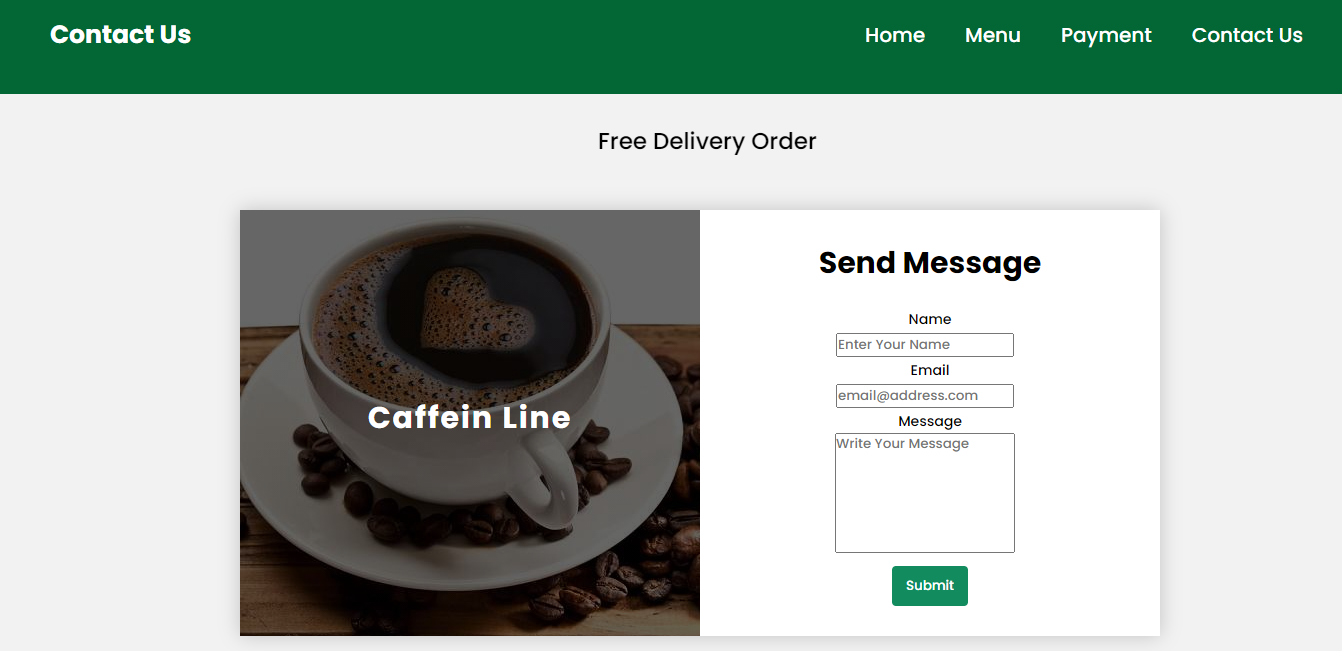 Contact Us
Home Menu Payment Contact Us
Free Delivery Order
Caffein Line
Send Message
Name
Enter Your Name
Email
email@address.com
Message
Write Your Message
Submit